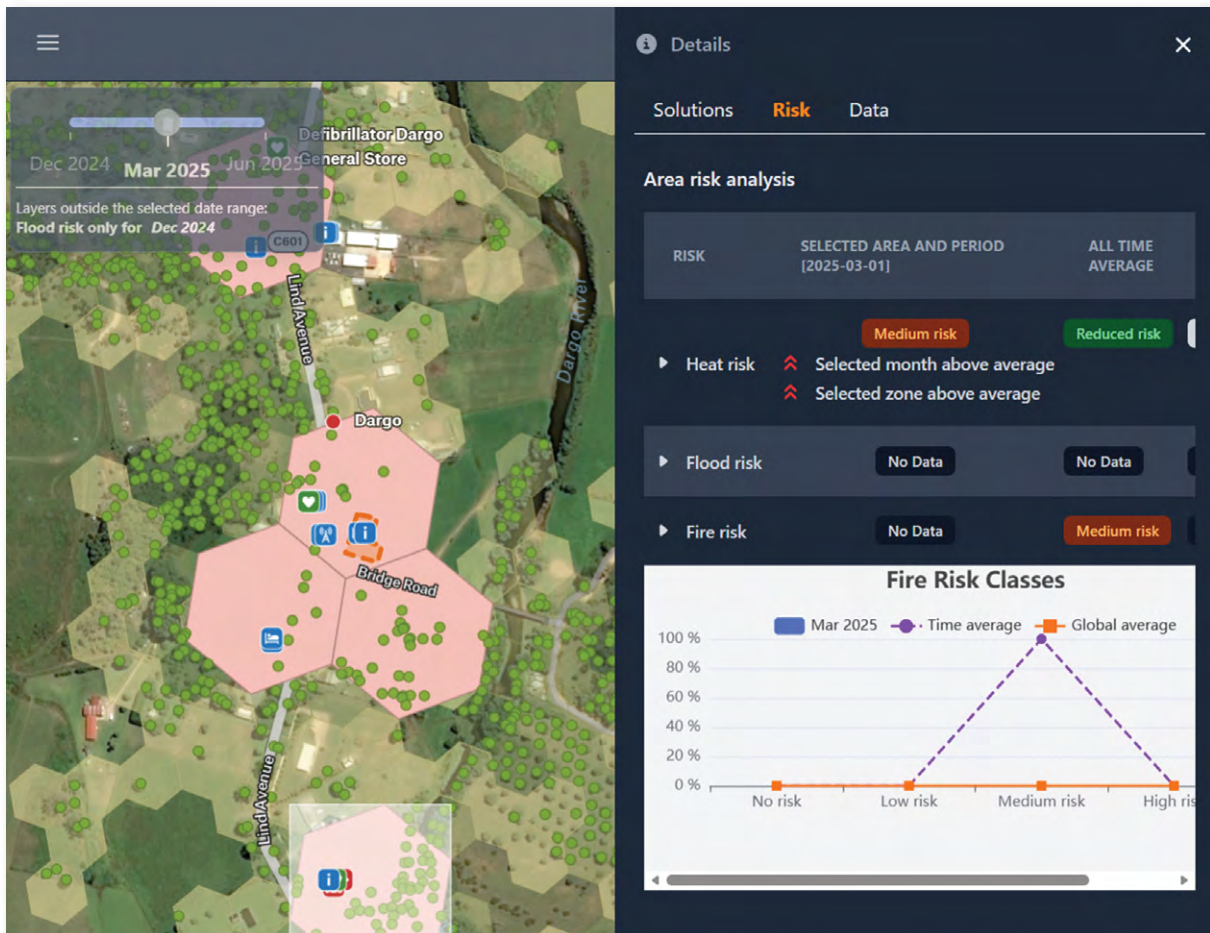 Details
Solutions Risk Data
Defibrillator Dargo
General Store
Dec 2024 Mar 2025 Jun 2025
Layers outside the selected date range:
Flood risk only for Dec 2024
C601
Lind Avenue
Dargo River
Dargo
Bridge Road
Lind Avenue
Area risk analysis
RISK SELECTED AREA AND PERIOD [2025-03-01] ALL TIME AVERAGE
Medium risk Reduced risk
Heat risk Selected month above average
Selected zone above average
Flood risk No Data No Data
Fire risk No Data Medium risk
Fire Risk Classes
Mar 2025 Time average Global average
100 %
80 %
60 %
40 %
20 %
0 %
No risk Low risk Medium risk High ris